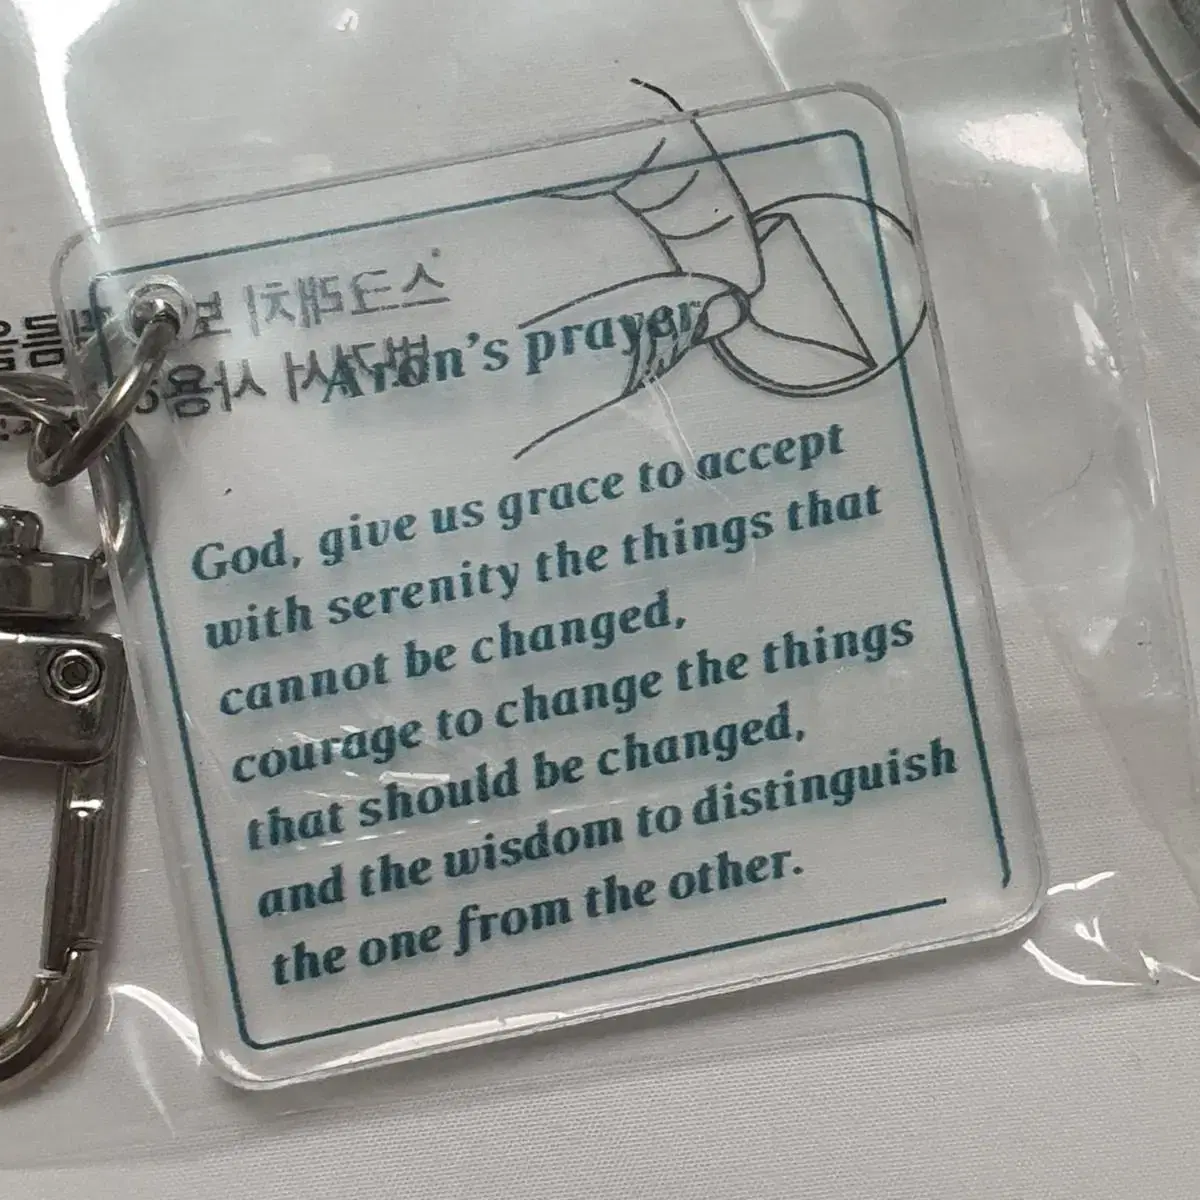 Aron's prayer
God, give us grace to accept
with serenity the things that
cannot be changed,
courage to change the things
that should be changed,
and the wisdom to distinguish
the one from the other.